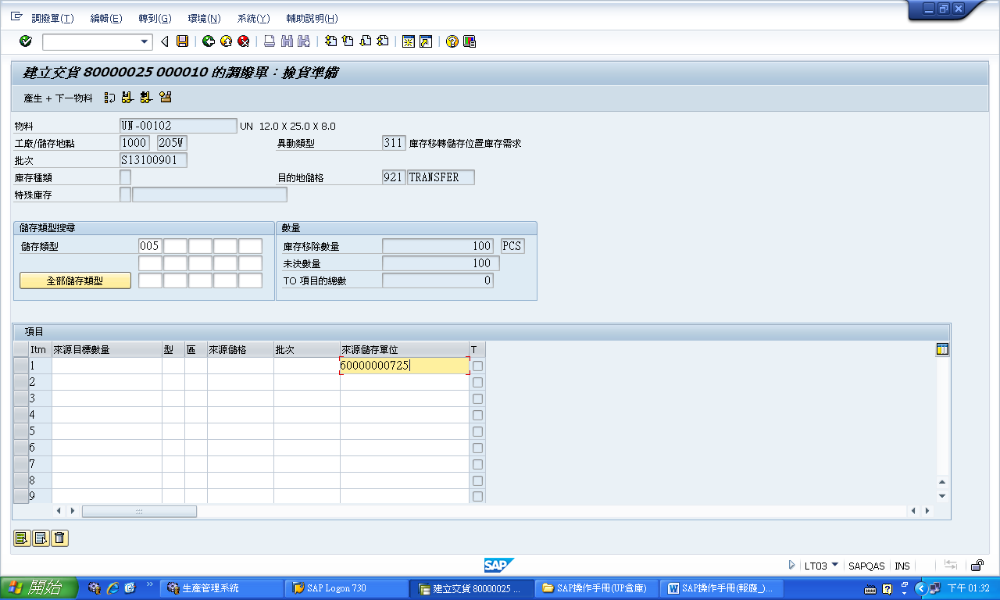 調撥單(T) 編輯(E) 轉到(G) 環境(N) 系統(Y) 輔助說明(H)
建立交貨 80000025 000010 的調撥單：揀貨準備
產生 + 下一物料
物料 UN-00102 UN 12.0 X 25.0 X 8.0
工廠/儲存地點 1000 205W 異動類型 311 庫存移轉儲存位置庫存需求
批次 S13100901
庫存種類 目的地儲格 921 TRANSFER
特殊庫存
儲存類型搜尋 數量
儲存類型 005 庫存移除數量 100 PCS
未決數量 100
全部儲存類型 TO 項目的總數 0
項目
Itm 來源目標數量 型 區 來源儲格 批次 來源儲存單位 T
1 60000000725
2
3
4
5
6
7
8
9
SAP LT03 SAPQAS INS
開始 生產管理系統 SAP Logon 730 建立交貨 80000025 ... SAP操作手冊(UP倉庫) SAP操作手冊(報廢_)... 下午 01:32